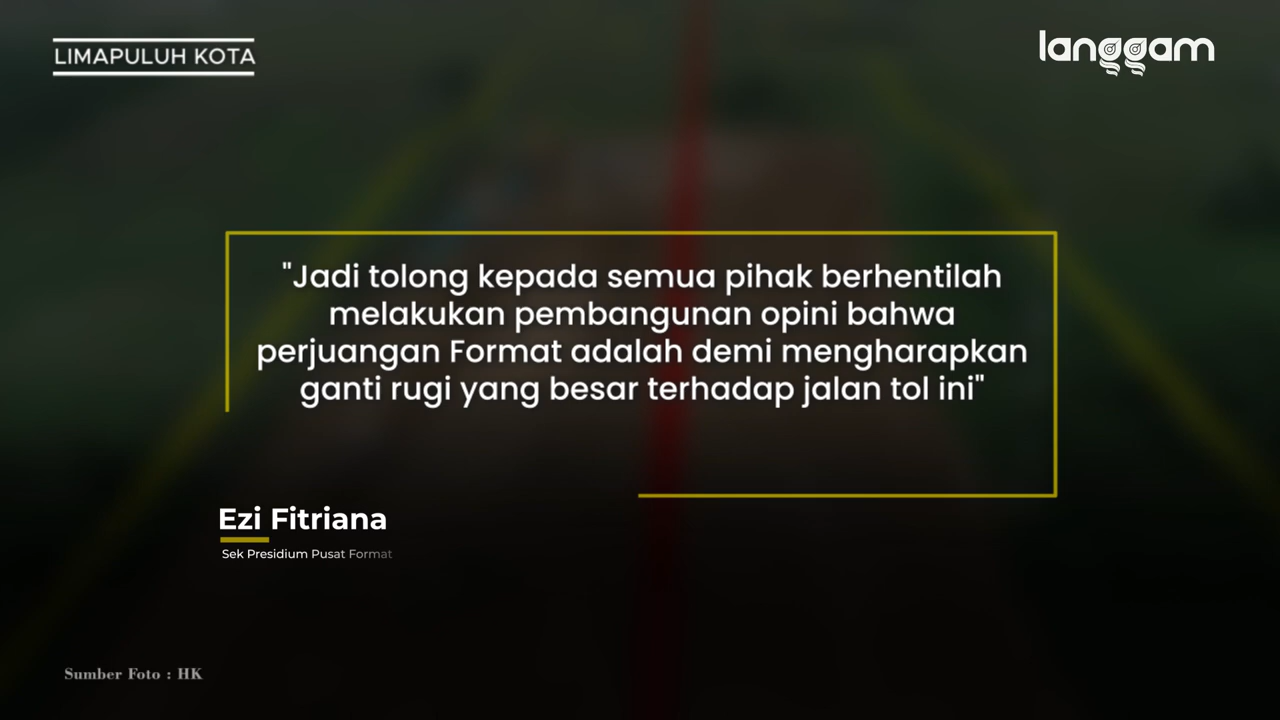 LIMAPULUH KOTA
langgam
"Jadi tolong kepada semua pihak berhentilah
melakukan pembangunan opini bahwa
perjuangan Format adalah demi mengharapkan
ganti rugi yang besar terhadap jalan tol ini"
Ezi Fitriana
Sek Presidium Pusat Format
Sumber Foto : HK